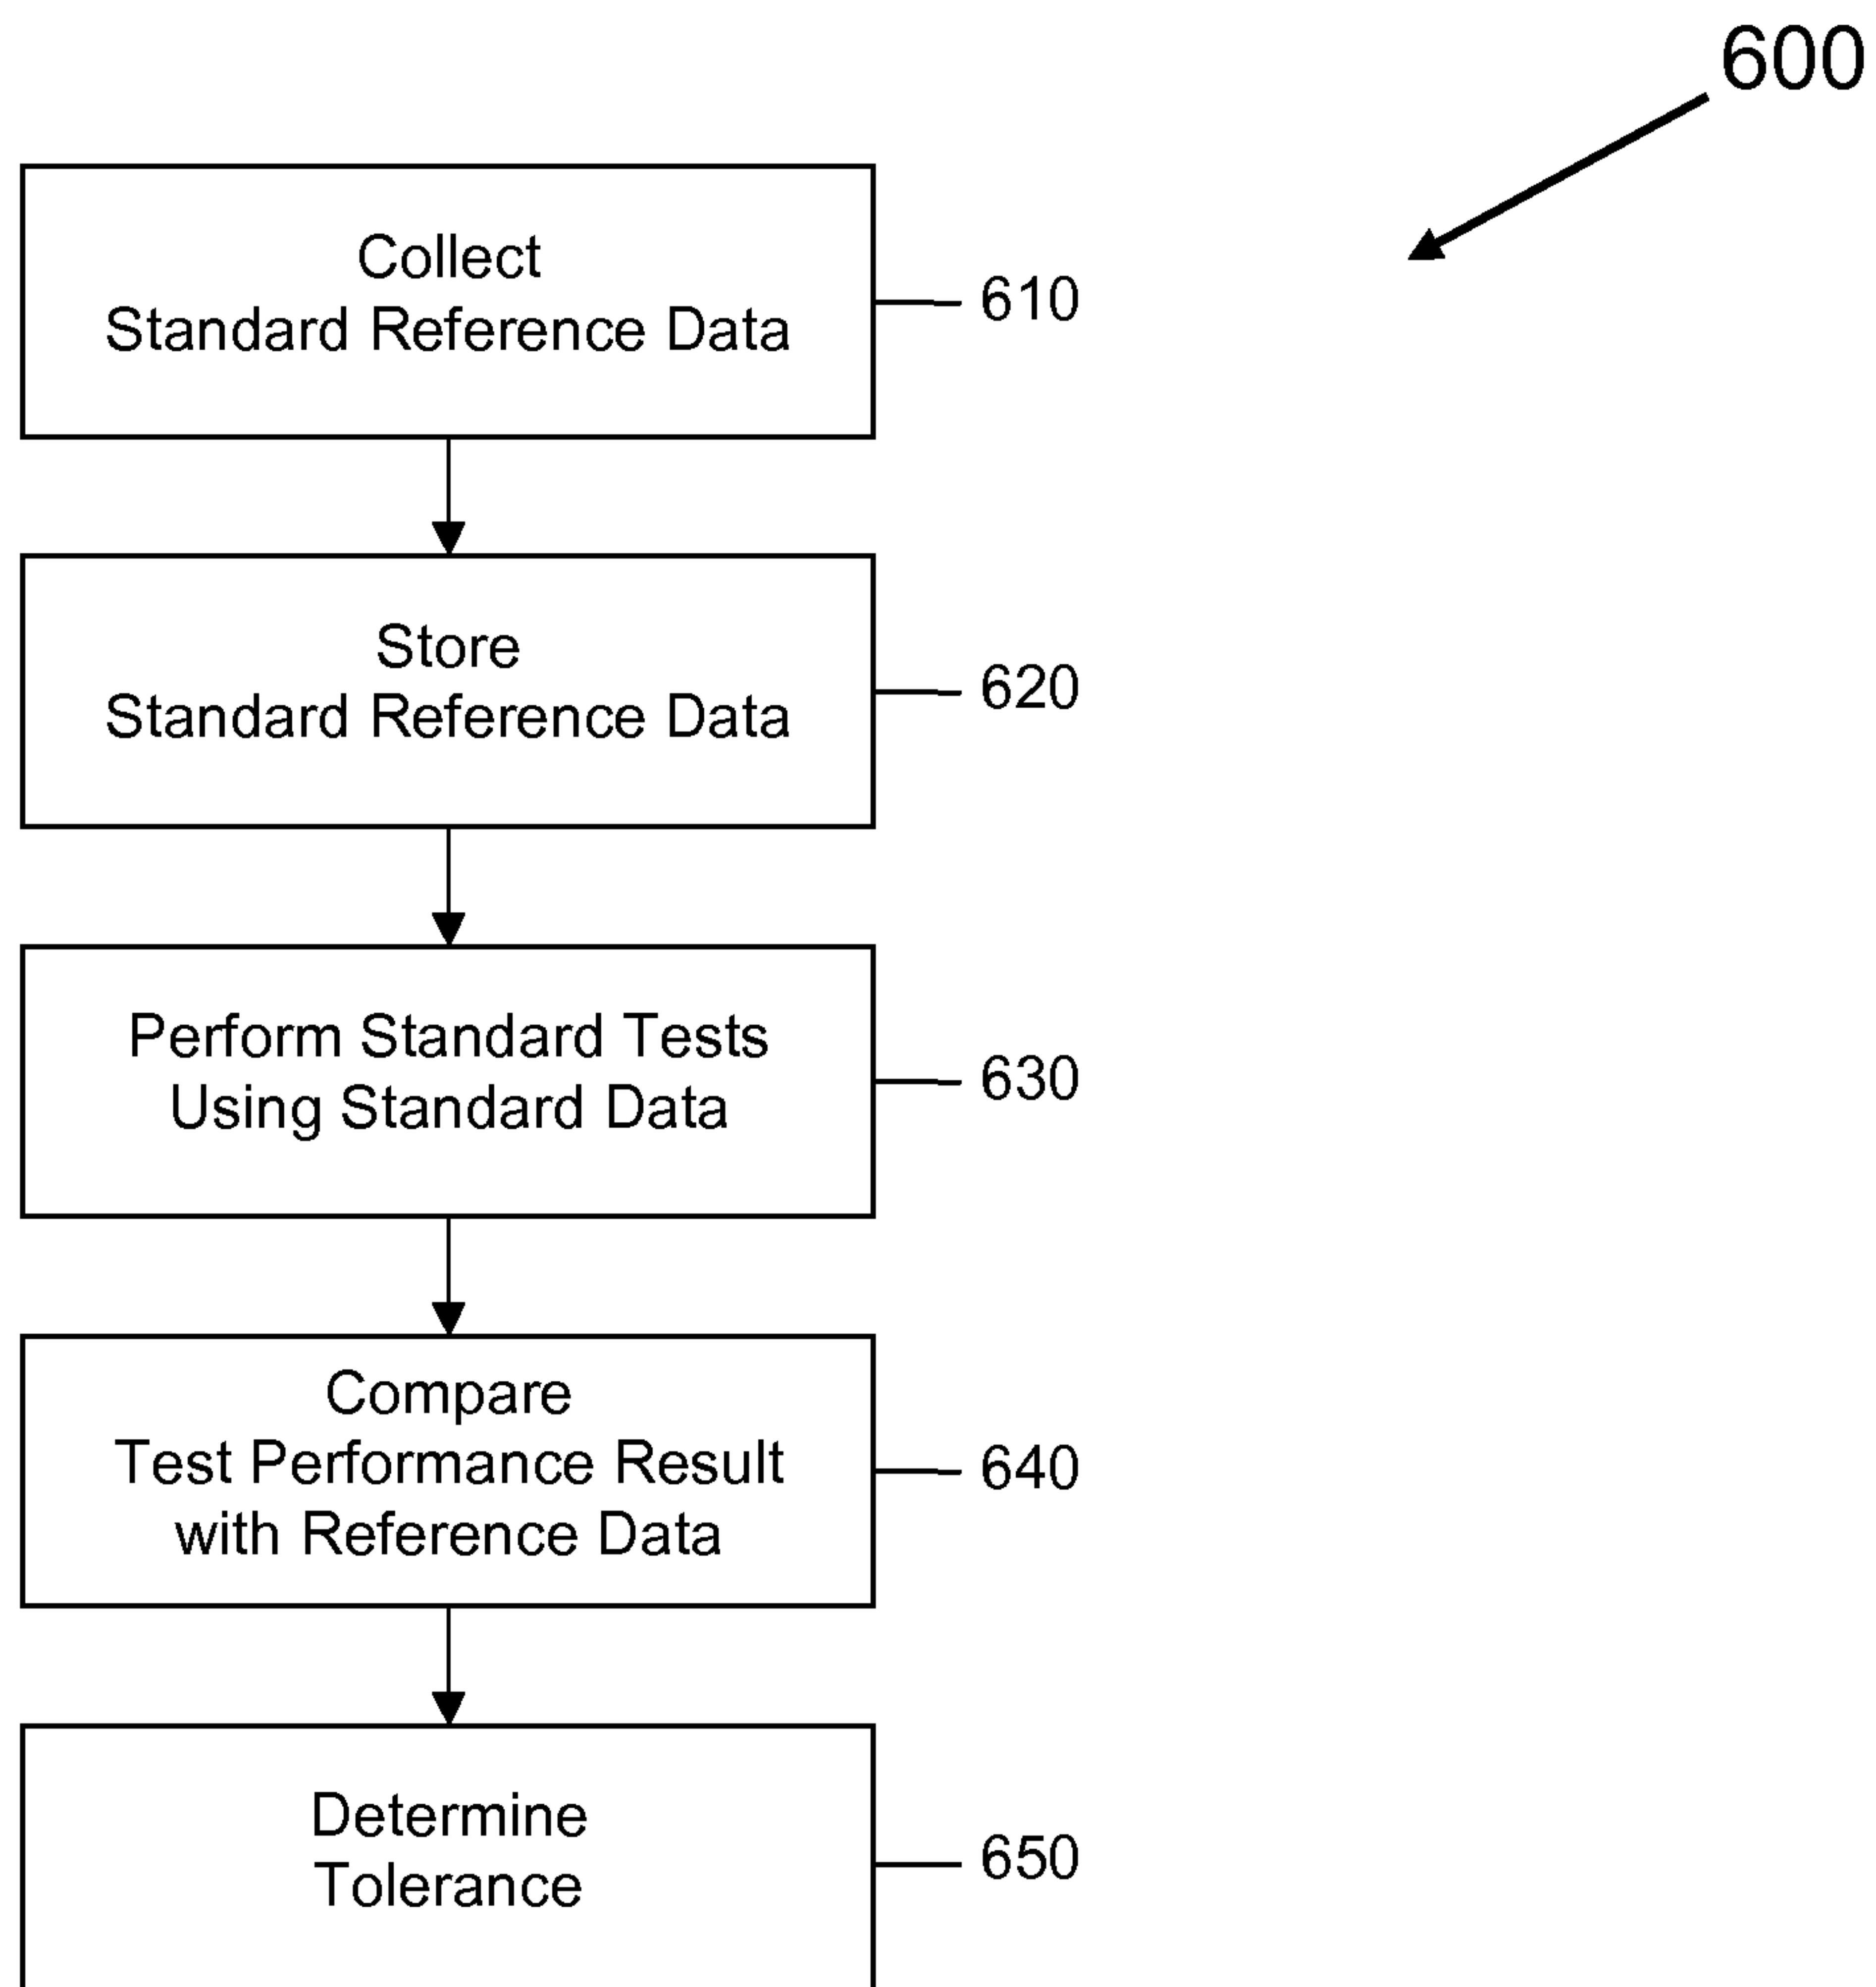 600
Collect
Standard Reference Data
610
Store
Standard Reference Data
620
Perform Standard Tests
Using Standard Data
630
Compare
Test Performance Result
with Reference Data
640
Determine
Tolerance
650